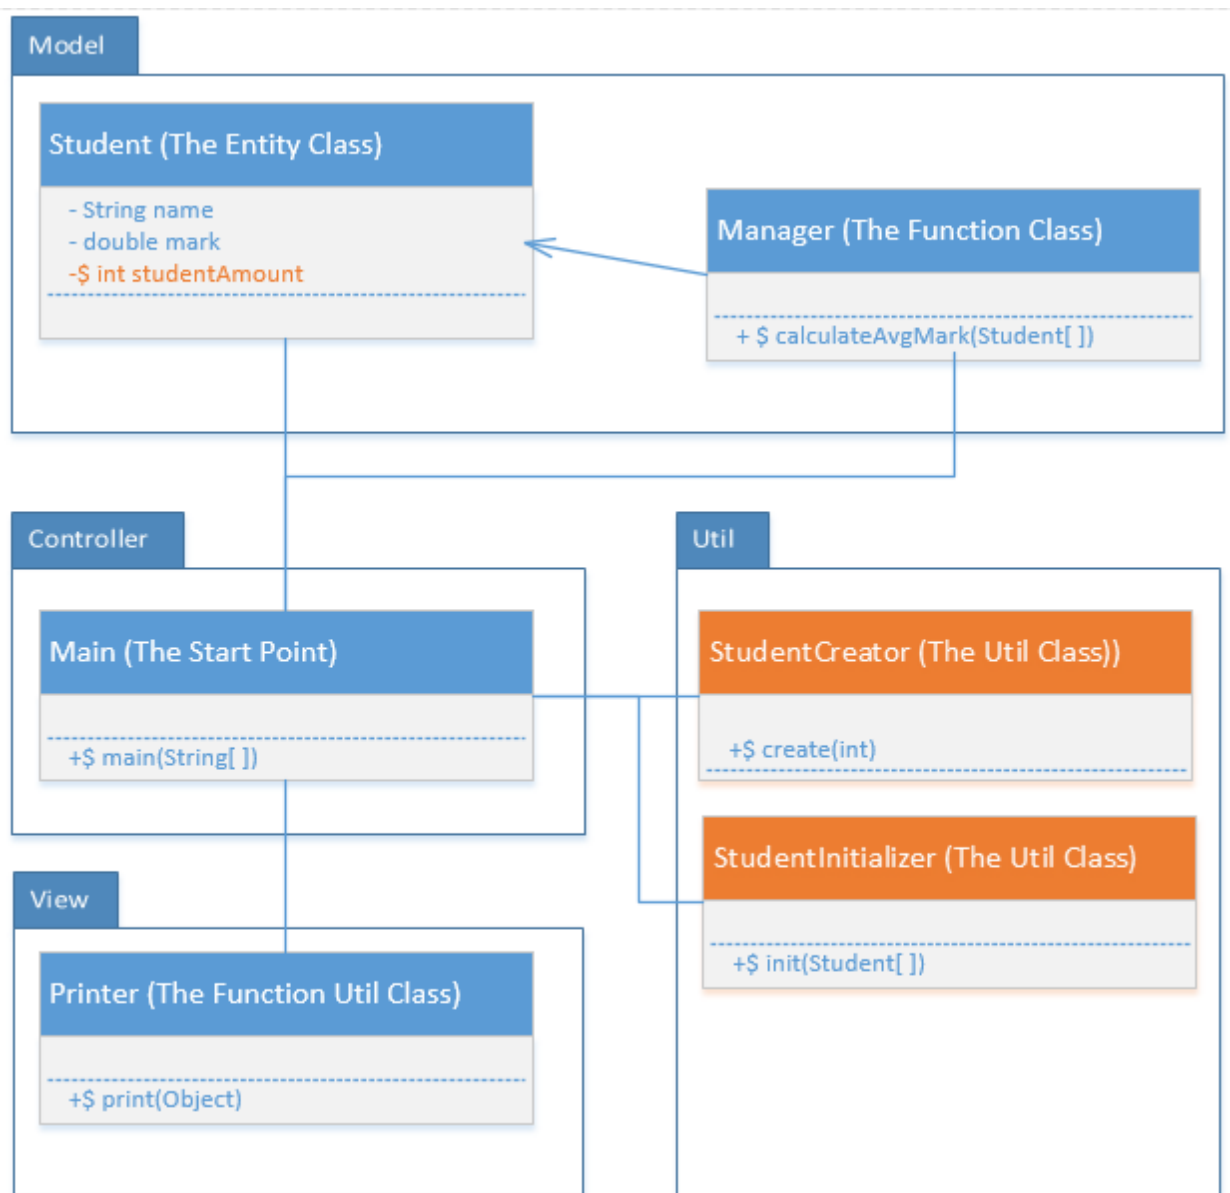 Model
Student (The Entity Class)
- String name
- double mark
-$ int studentAmount
Manager (The Function Class)
+ $ calculateAvgMark(Student[ ])
Controller
Main (The Start Point)
+$ main(String[ ])
Util
StudentCreator (The Util Class))
+$ create(int)
StudentInitializer (The Util Class)
+$ init(Student[ ])
View
Printer (The Function Util Class)
+$ print(Object)